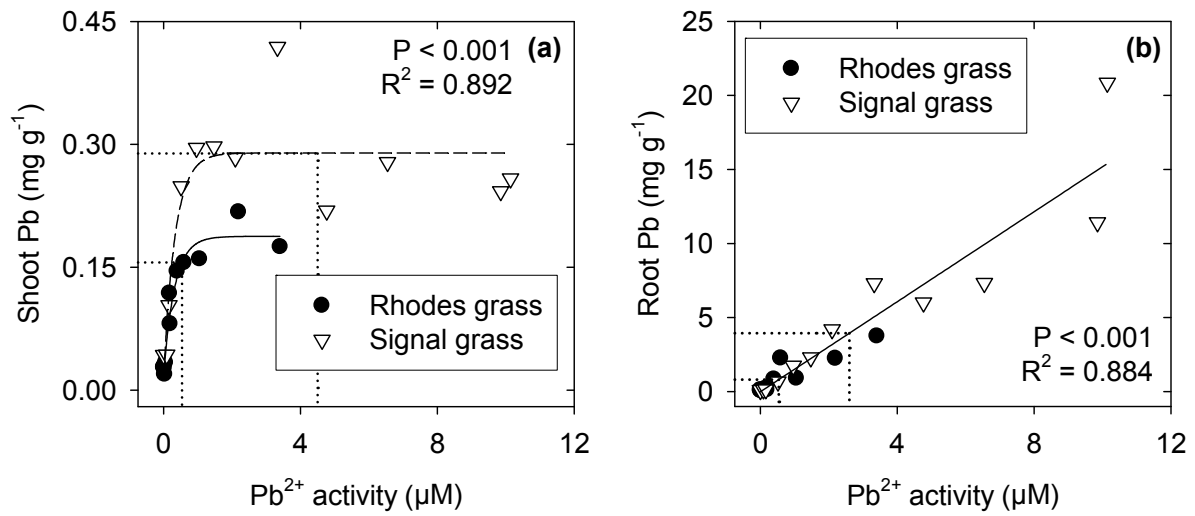 0.45
0.30
0.15
0.00
Shoot Pb (mg g⁻¹)
P < 0.001
R² = 0.892
(a)
Rhodes grass
Signal grass
0 4 8 12
Pb²⁺ activity (µM)
25
20
15
10
5
0
Root Pb (mg g⁻¹)
(b)
Rhodes grass
Signal grass
P < 0.001
R² = 0.884
0 4 8 12
Pb²⁺ activity (µM)